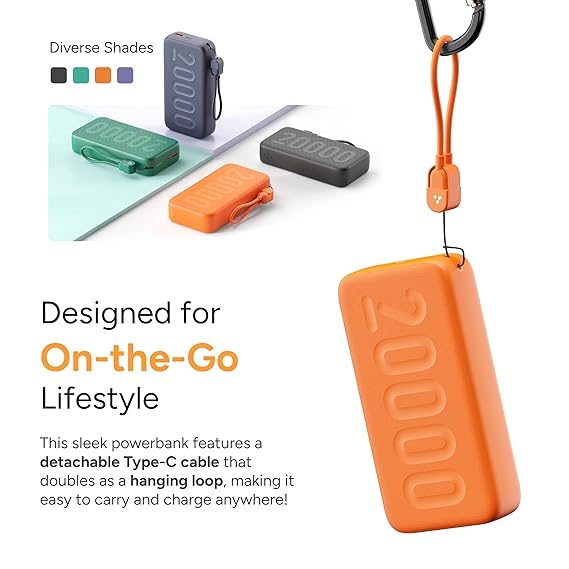 Diverse Shades
20000
20000
20000
20000
20000
Designed for
On-the-Go
Lifestyle
This sleek powerbank features a
detachable Type-C cable that
doubles as a hanging loop, making it
easy to carry and charge anywhere!